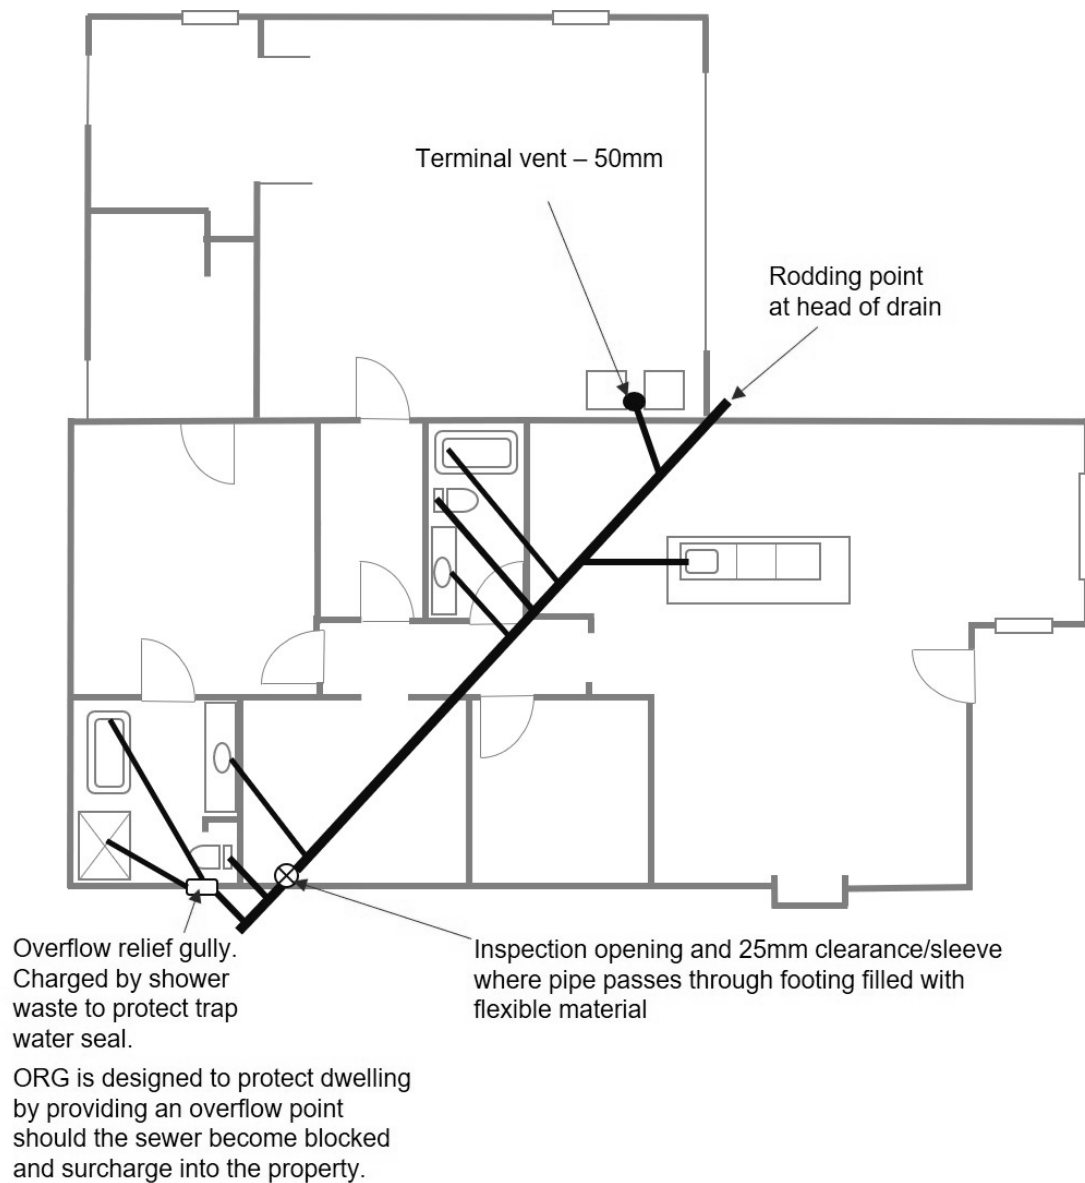 Terminal vent – 50mm
Rodding point
at head of drain
Overflow relief gully.
Charged by shower
waste to protect trap
water seal.
ORG is designed to protect dwelling
by providing an overflow point
should the sewer become blocked
and surcharge into the property.
Inspection opening and 25mm clearance/sleeve
where pipe passes through footing filled with
flexible material